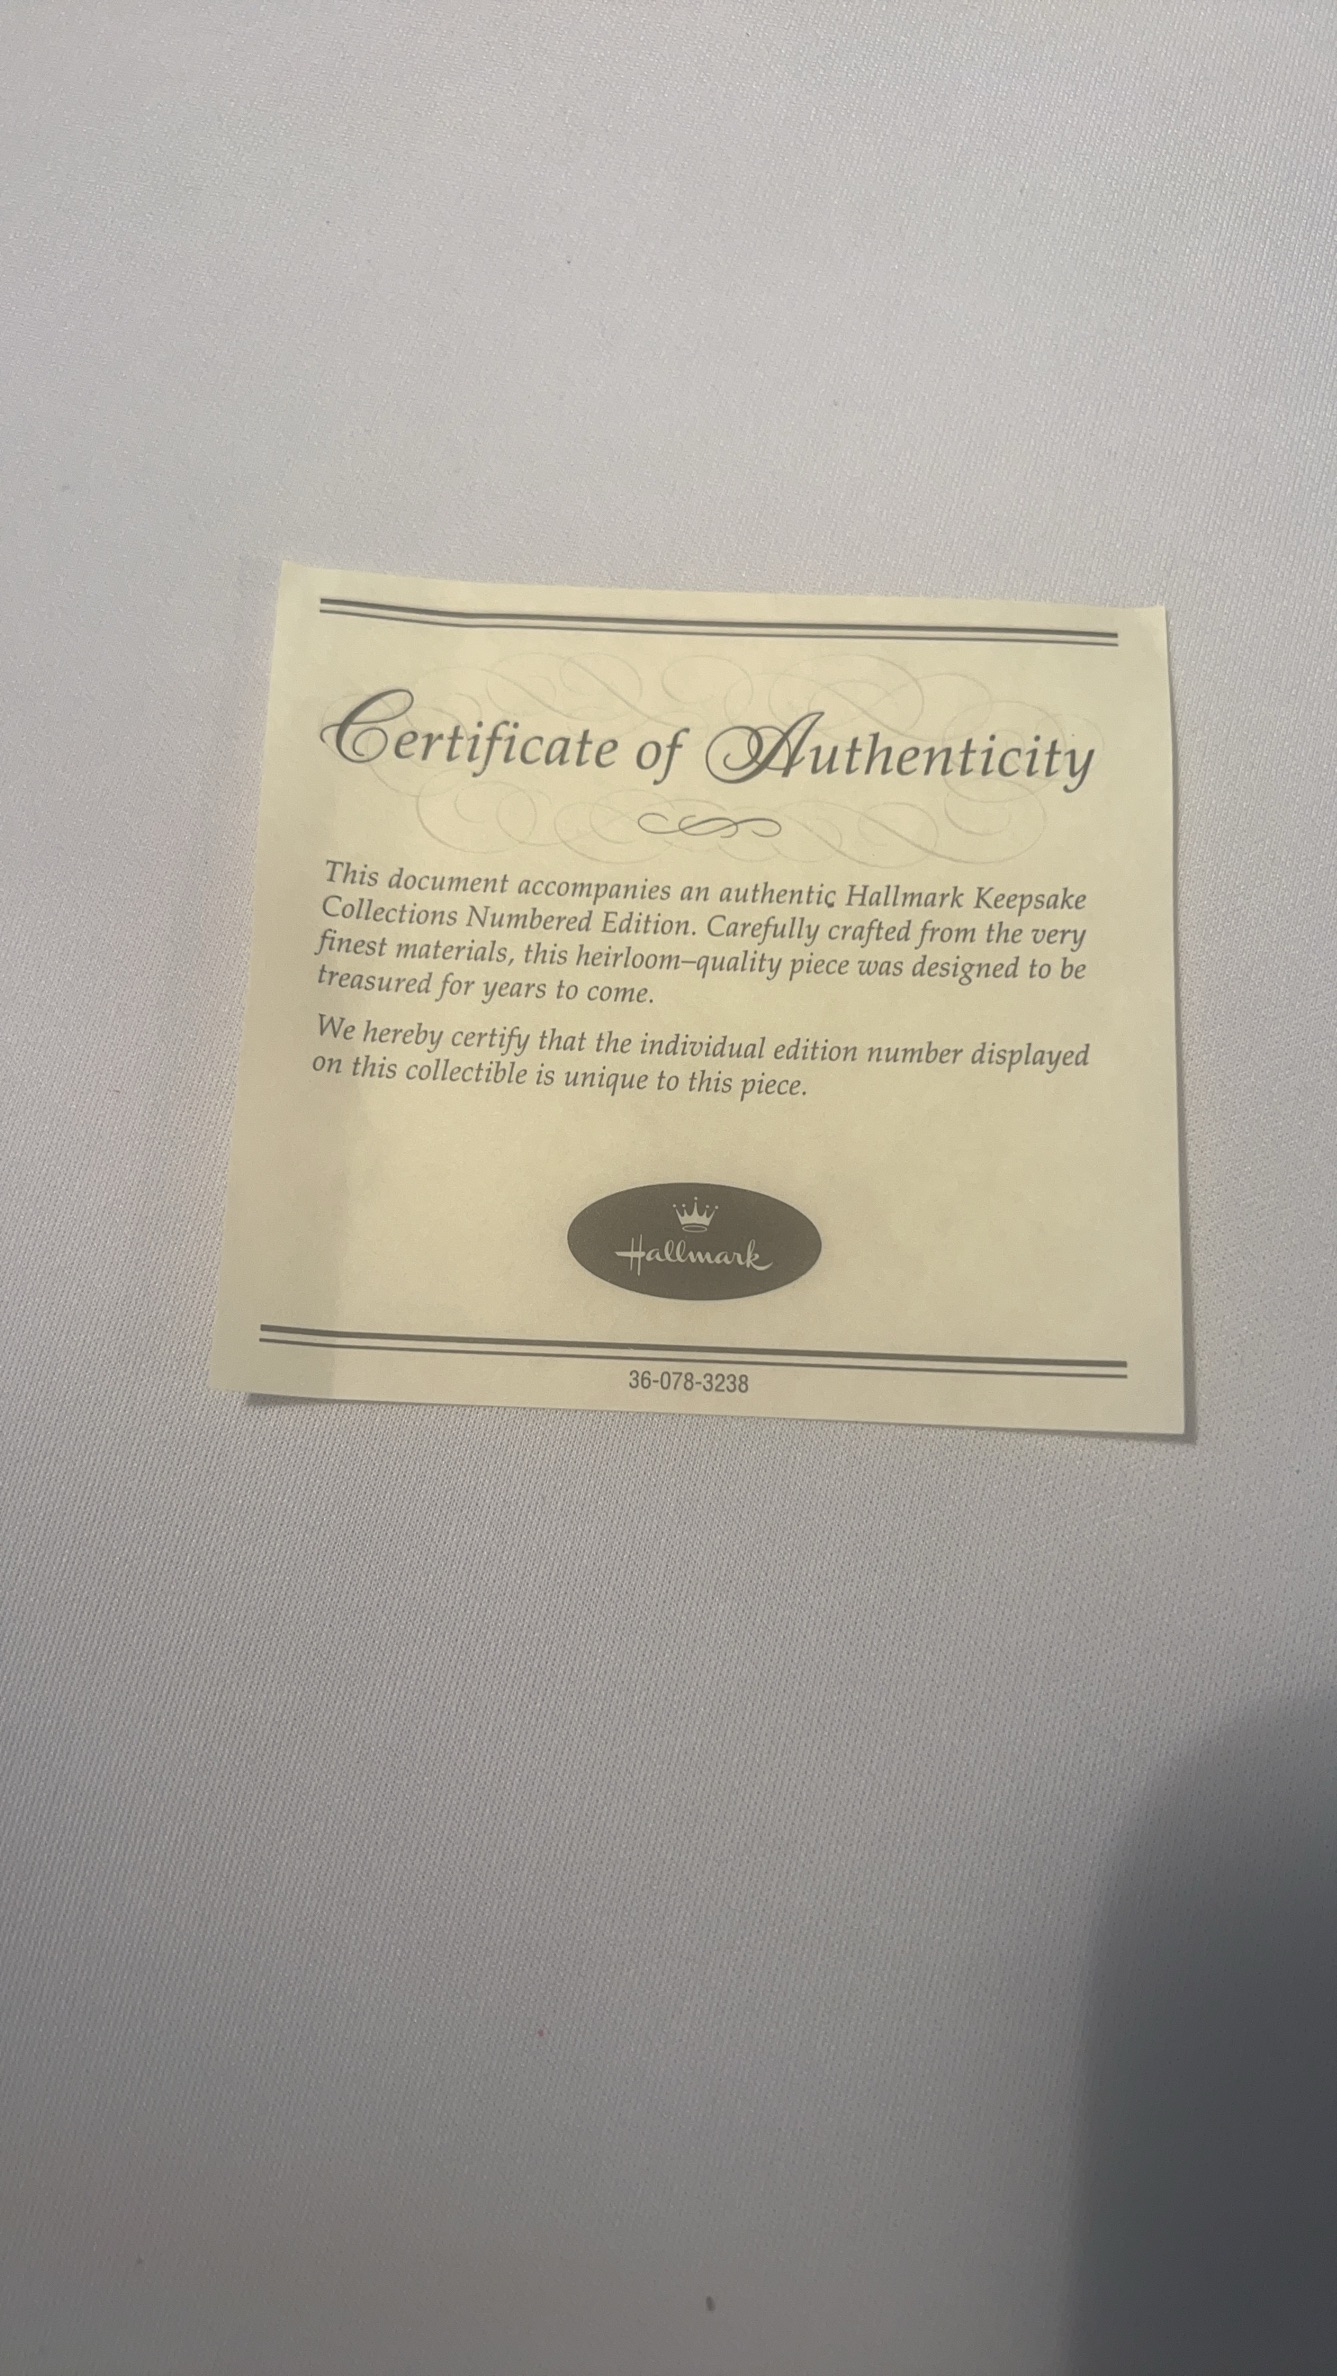 Certificate of Authenticity
This document accompanies an authentic Hallmark Keepsake
Collections Numbered Edition. Carefully crafted from the very
finest materials, this heirloom–quality piece was designed to be
treasured for years to come.
We hereby certify that the individual edition number displayed
on this collectible is unique to this piece.
Hallmark
36-078-3238